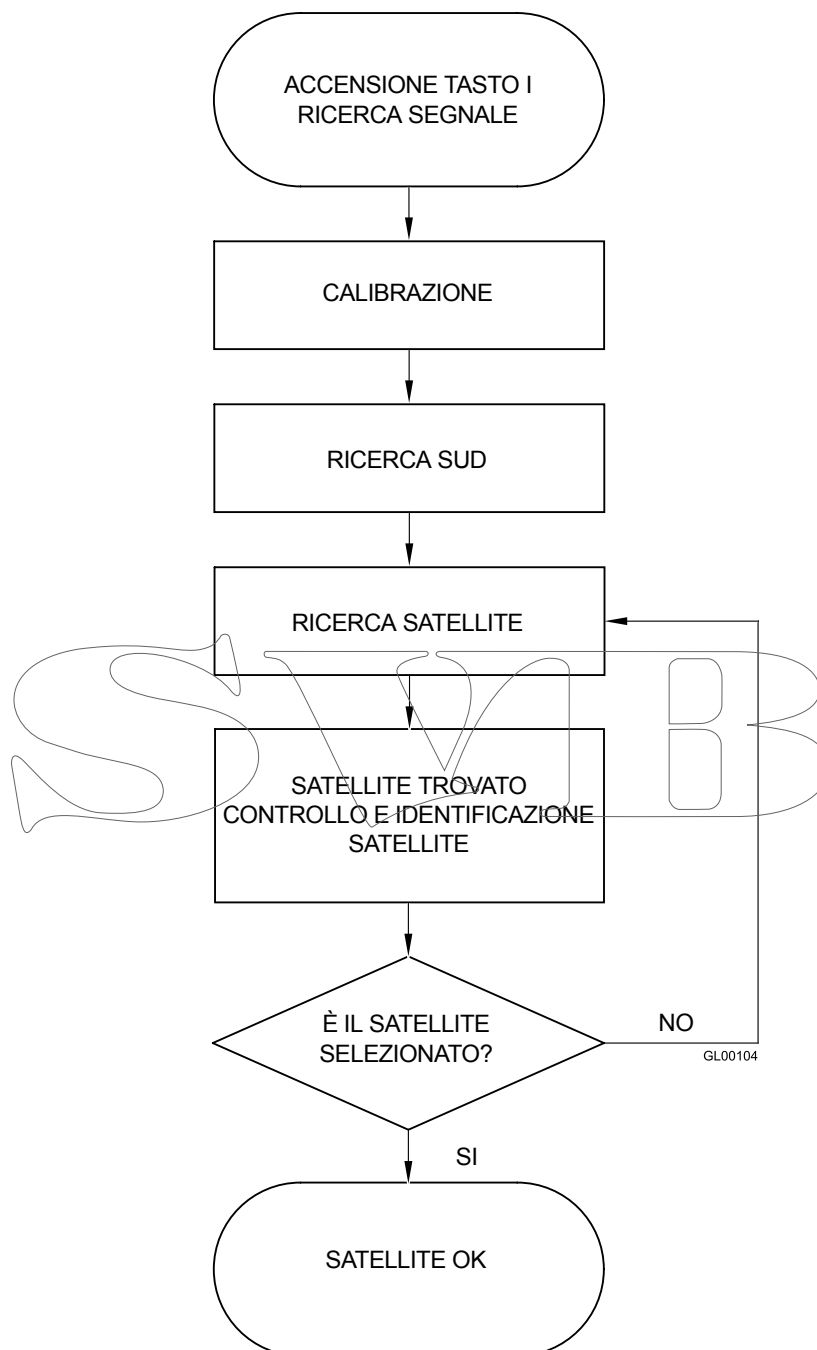 ACCENSIONE TASTO I
RICERCA SEGNALE
CALIBRAZIONE
RICERCA SUD
RICERCA SATELLITE
SVB
SATELLITE TROVATO
CONTROLLO E IDENTIFICAZIONE
SATELLITE
È IL SATELLITE
SELEZIONATO?
NO
GL00104
SI
SATELLITE OK